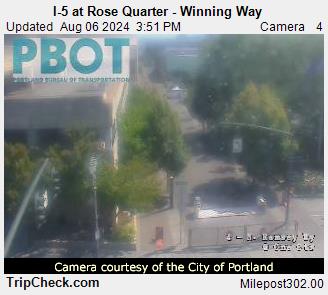 I-5 at Rose Quarter - Winning Way
Updated Aug 06 2024 3:51 PM Camera 4
PBOT
PORTLAND BUREAU OF TRANSPORTATION
Camera courtesy of the City of Portland
TripCheck.com Milepost302.00